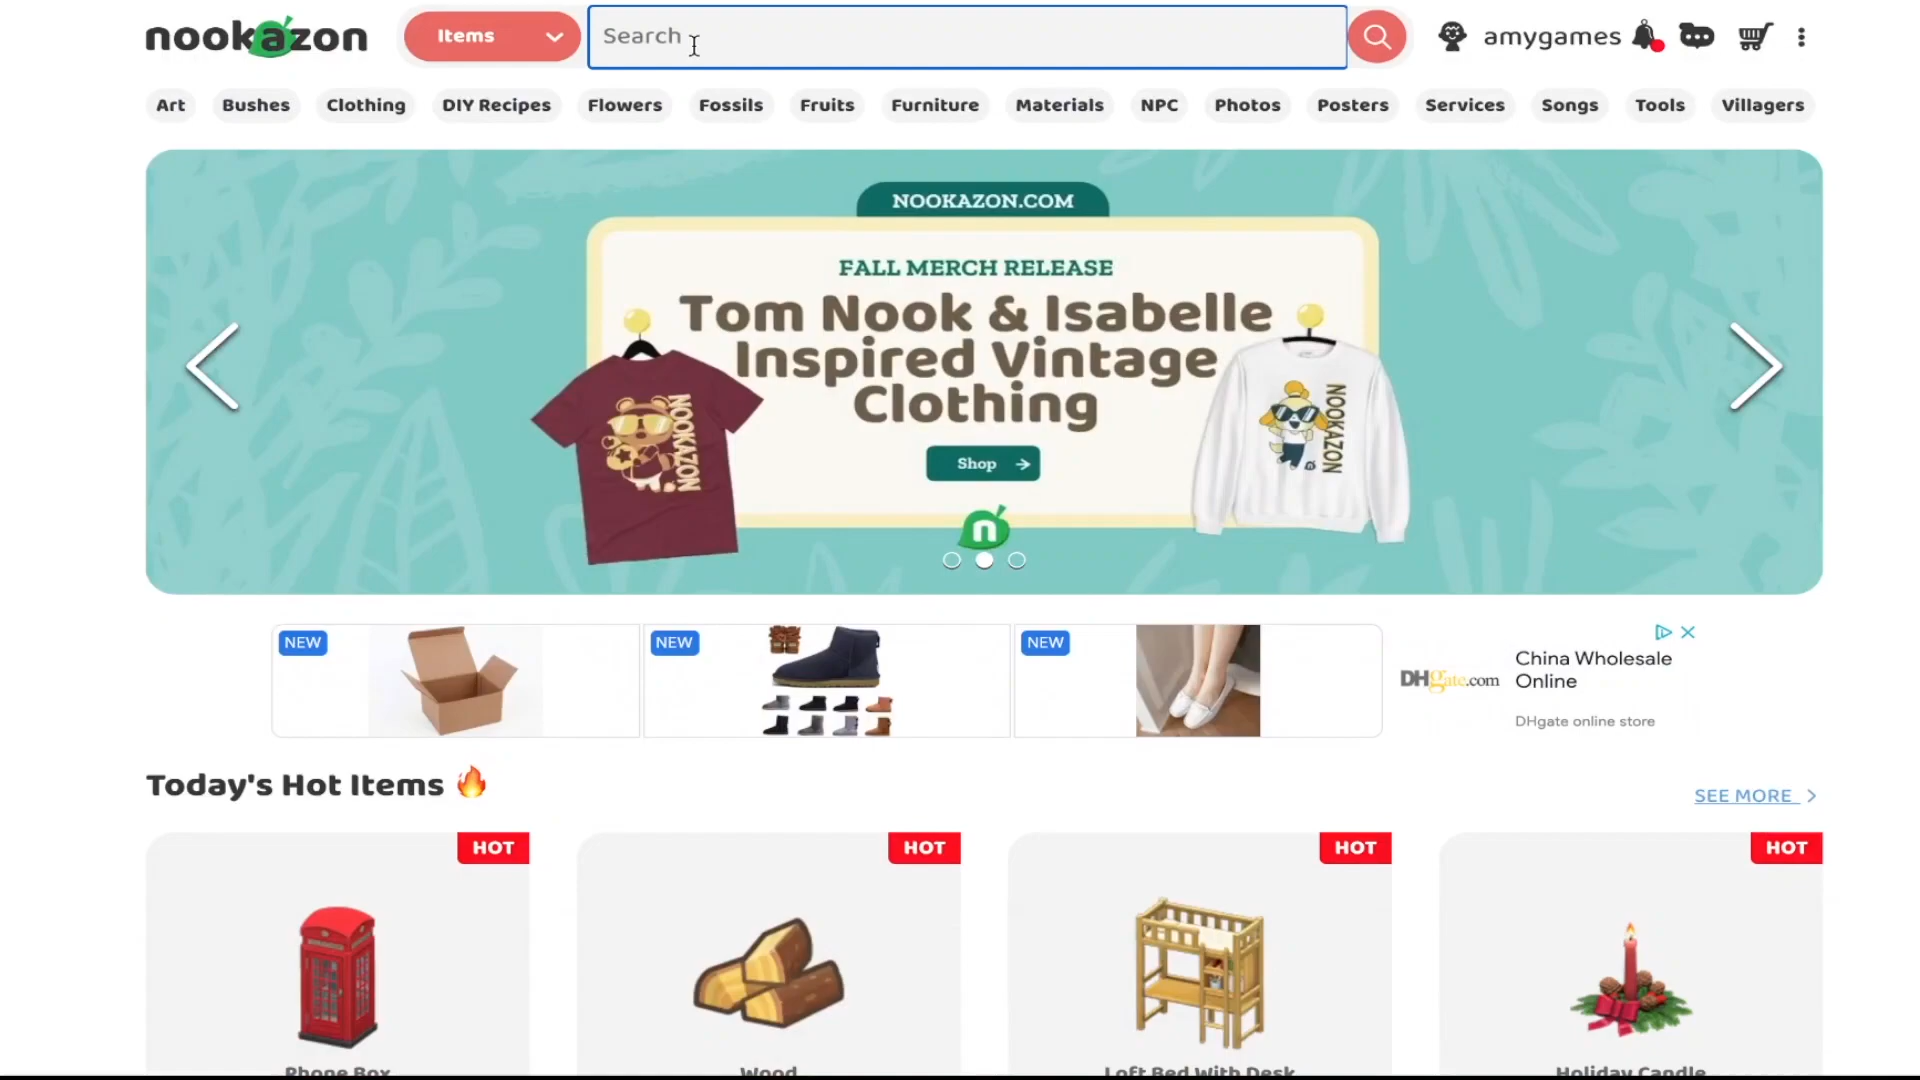 nookazon
Items
Search
amygames
Art
Bushes
Clothing
DIY Recipes
Flowers
Fossils
Fruits
Furniture
Materials
NPC
Photos
Posters
Services
Songs
Tools
Villagers
NOOKAZON.COM
FALL MERCH RELEASE
Tom Nook & Isabelle
Inspired Vintage
Clothing
NOOKAZON
NOOKAZON
Shop
n
NEW
NEW
NEW
DHgate.com
China Wholesale
Online
DHgate online store
Today's Hot Items
SEE MORE
HOT
HOT
HOT
HOT
Phone Box
Wood
Loft Bed With Desk
Holiday Candle